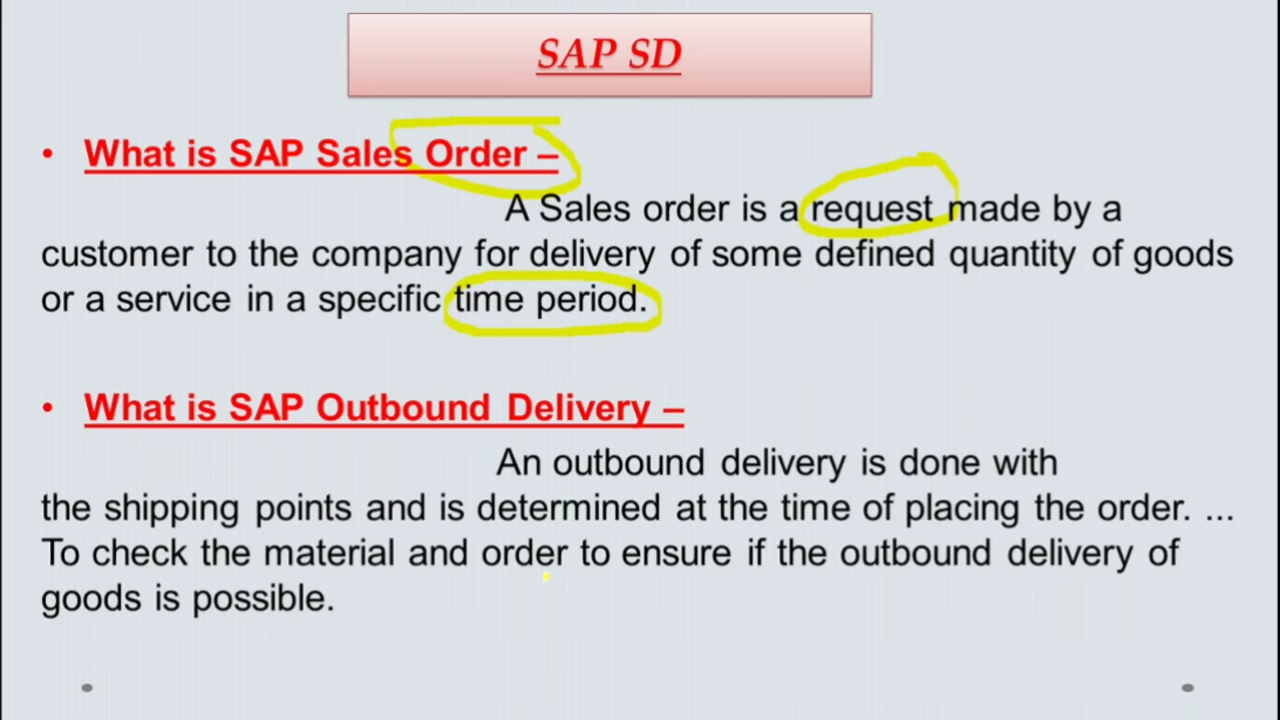 SAP SD
• What is SAP Sales Order –
A Sales order is a request made by a
customer to the company for delivery of some defined quantity of goods
or a service in a specific time period.
• What is SAP Outbound Delivery –
An outbound delivery is done with
the shipping points and is determined at the time of placing the order. ...
To check the material and order to ensure if the outbound delivery of
goods is possible.